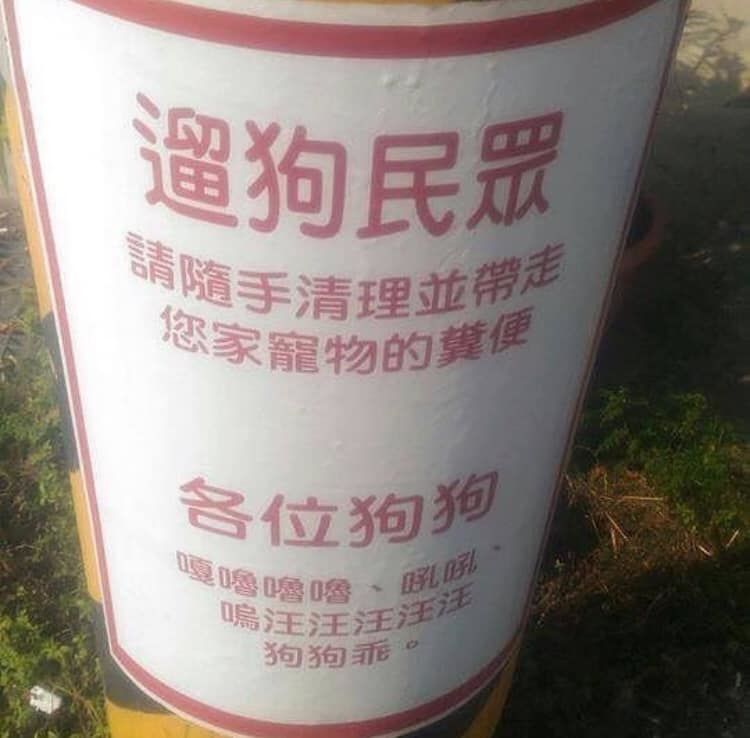 遛狗民眾
請隨手清理並帶走
您家寵物的糞便
各位狗狗
嘎嚕嚕嚕、吼吼、
嗚汪汪汪汪汪
狗狗乖。